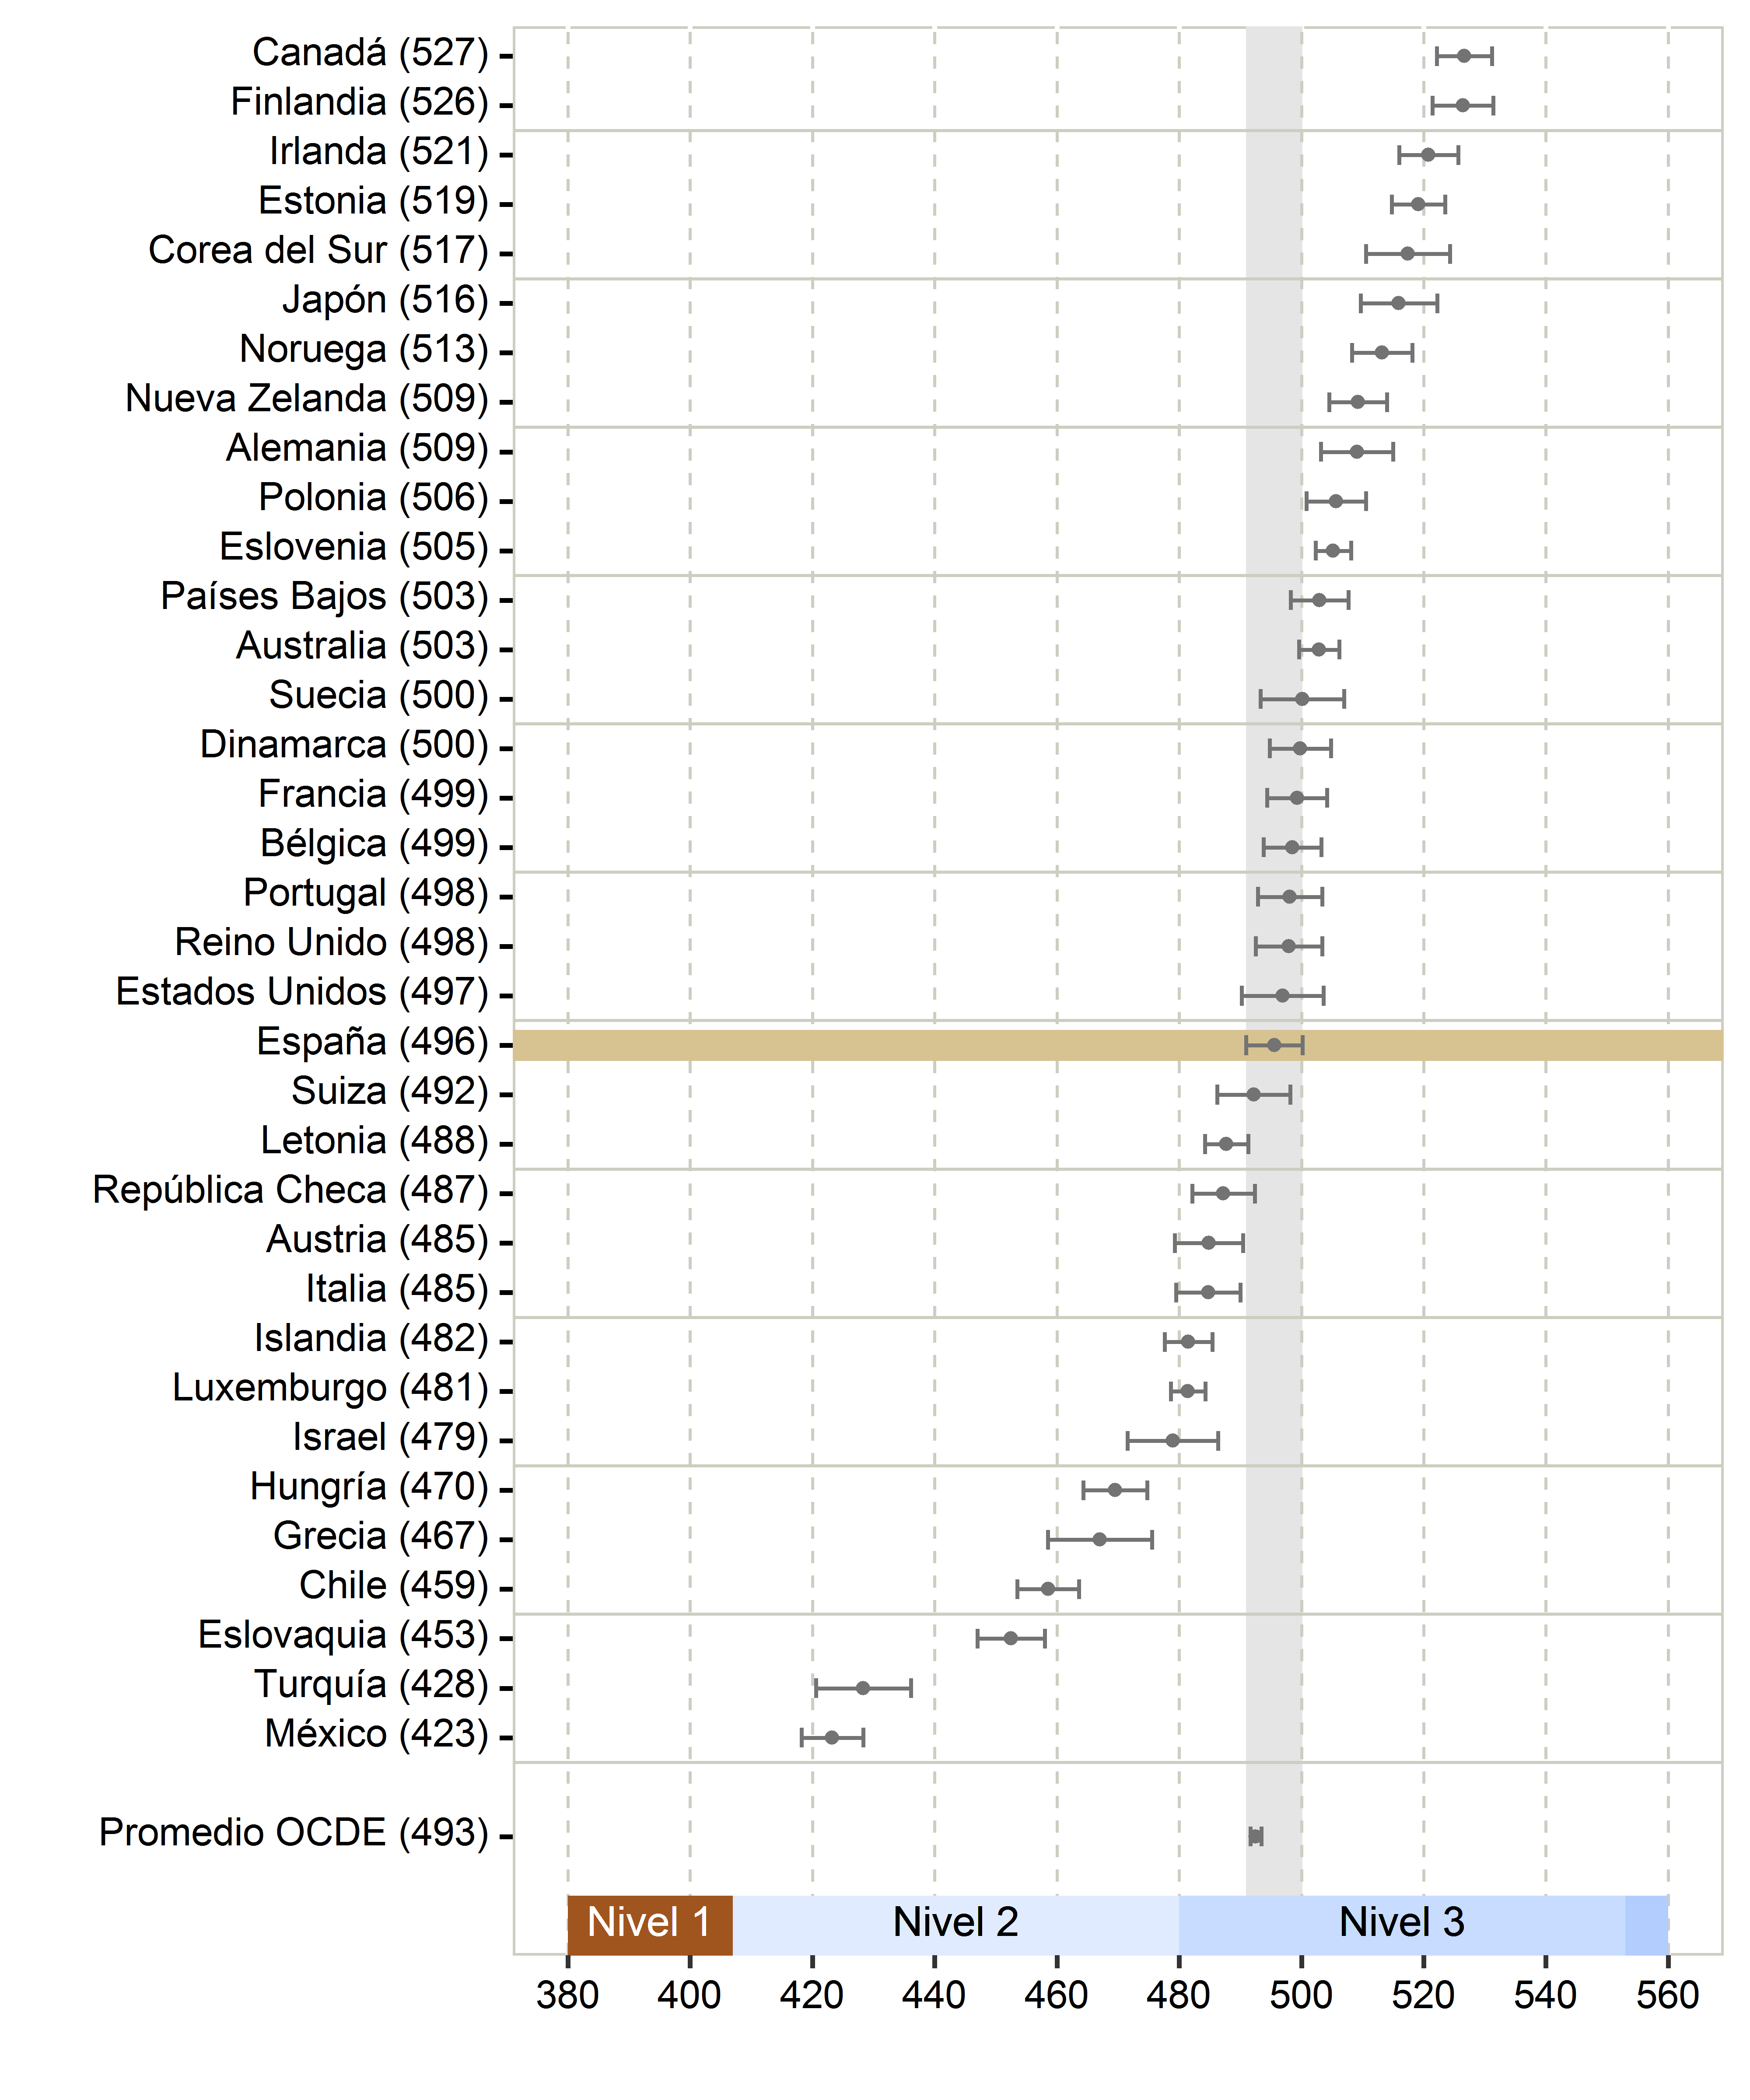 Canadá (527)
Finlandia (526)
Irlanda (521)
Estonia (519)
Corea del Sur (517)
Japón (516)
Noruega (513)
Nueva Zelanda (509)
Alemania (509)
Polonia (506)
Eslovenia (505)
Países Bajos (503)
Australia (503)
Suecia (500)
Dinamarca (500)
Francia (499)
Bélgica (499)
Portugal (498)
Reino Unido (498)
Estados Unidos (497)
España (496)
Suiza (492)
Letonia (488)
República Checa (487)
Austria (485)
Italia (485)
Islandia (482)
Luxemburgo (481)
Israel (479)
Hungría (470)
Grecia (467)
Chile (459)
Eslovaquia (453)
Turquía (428)
México (423)
Promedio OCDE (493)
Nivel 1 Nivel 2 Nivel 3
380 400 420 440 460 480 500 520 540 560